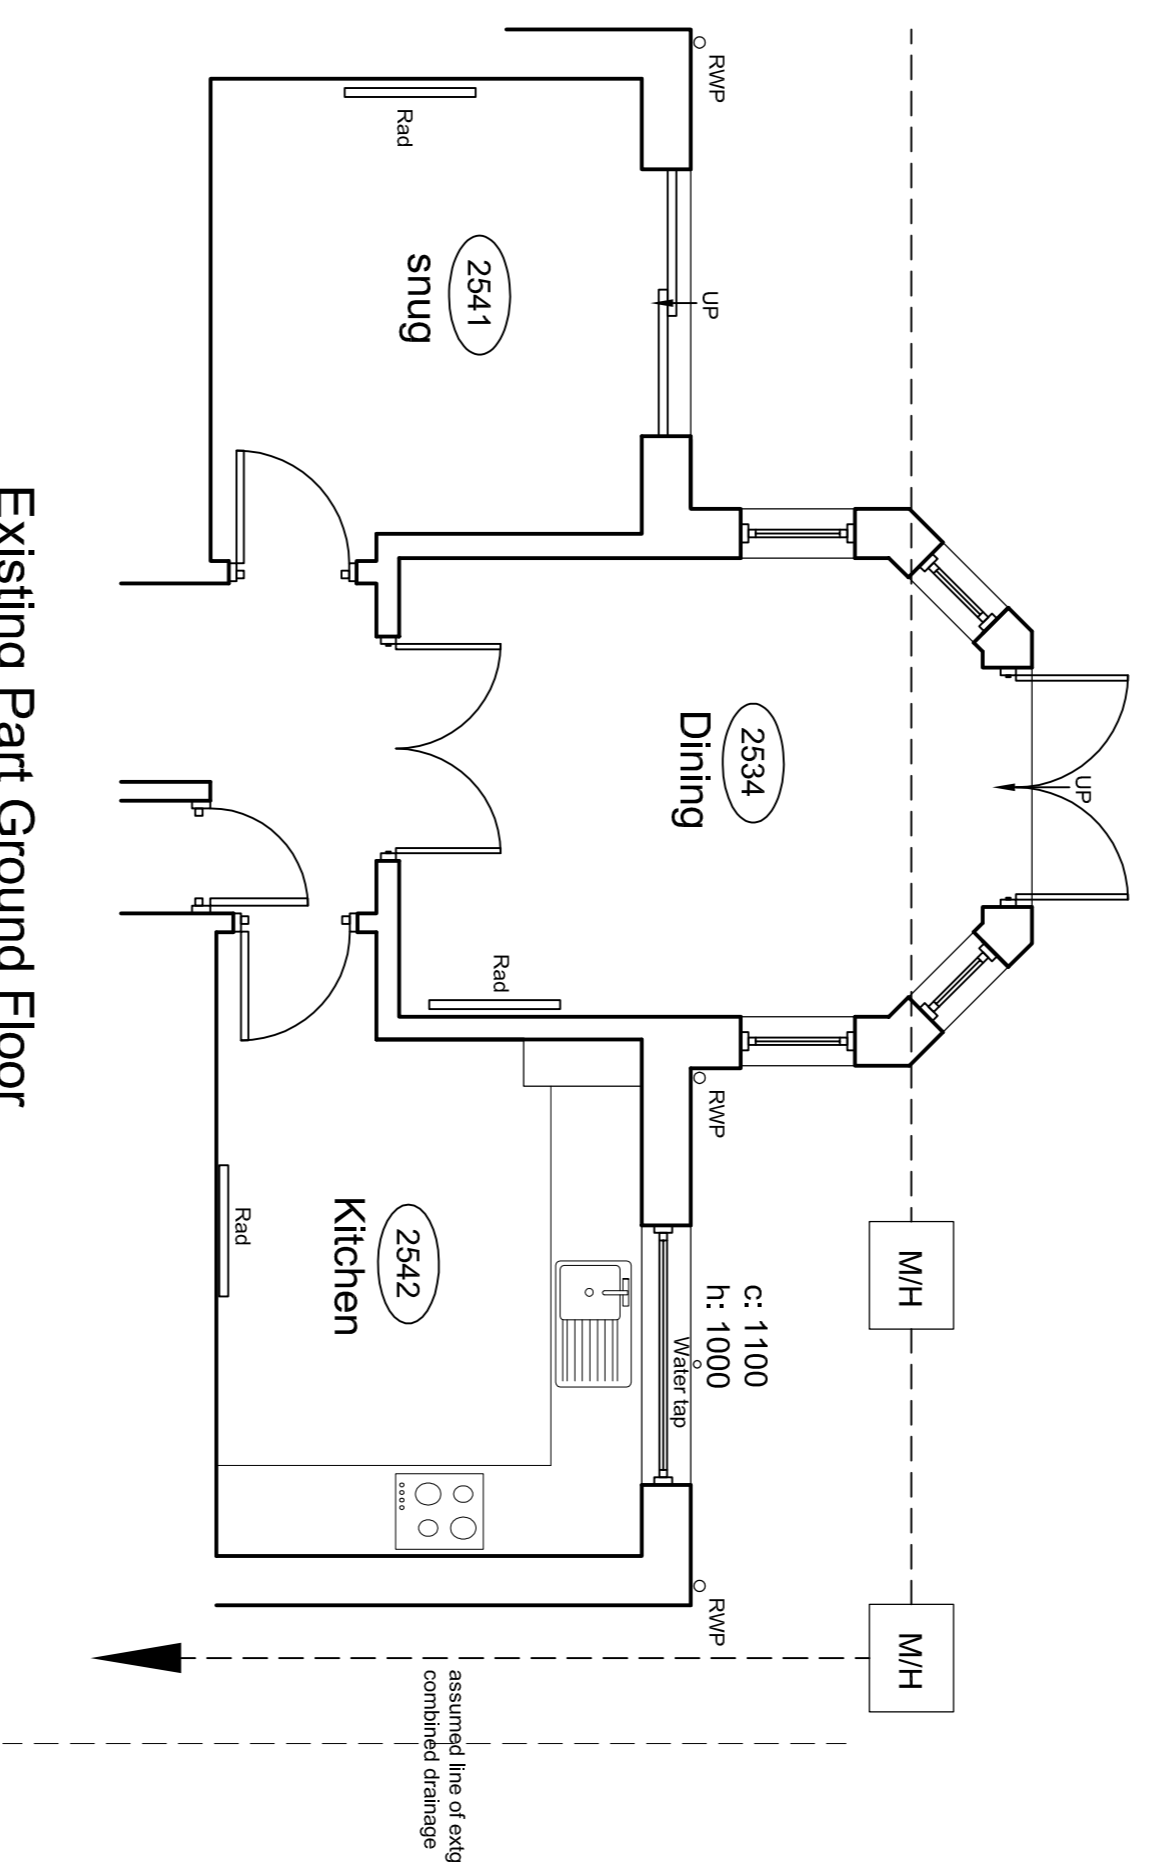 RWP
UP
Rad
2541
snug
UP
2534
Dining
Rad
RWP
M/H
c: 1100
h: 1000
Water tap
2542
Kitchen
Rad
M/H
RWP
assumed line of extg
combined drainage
Existing Part Ground Floor